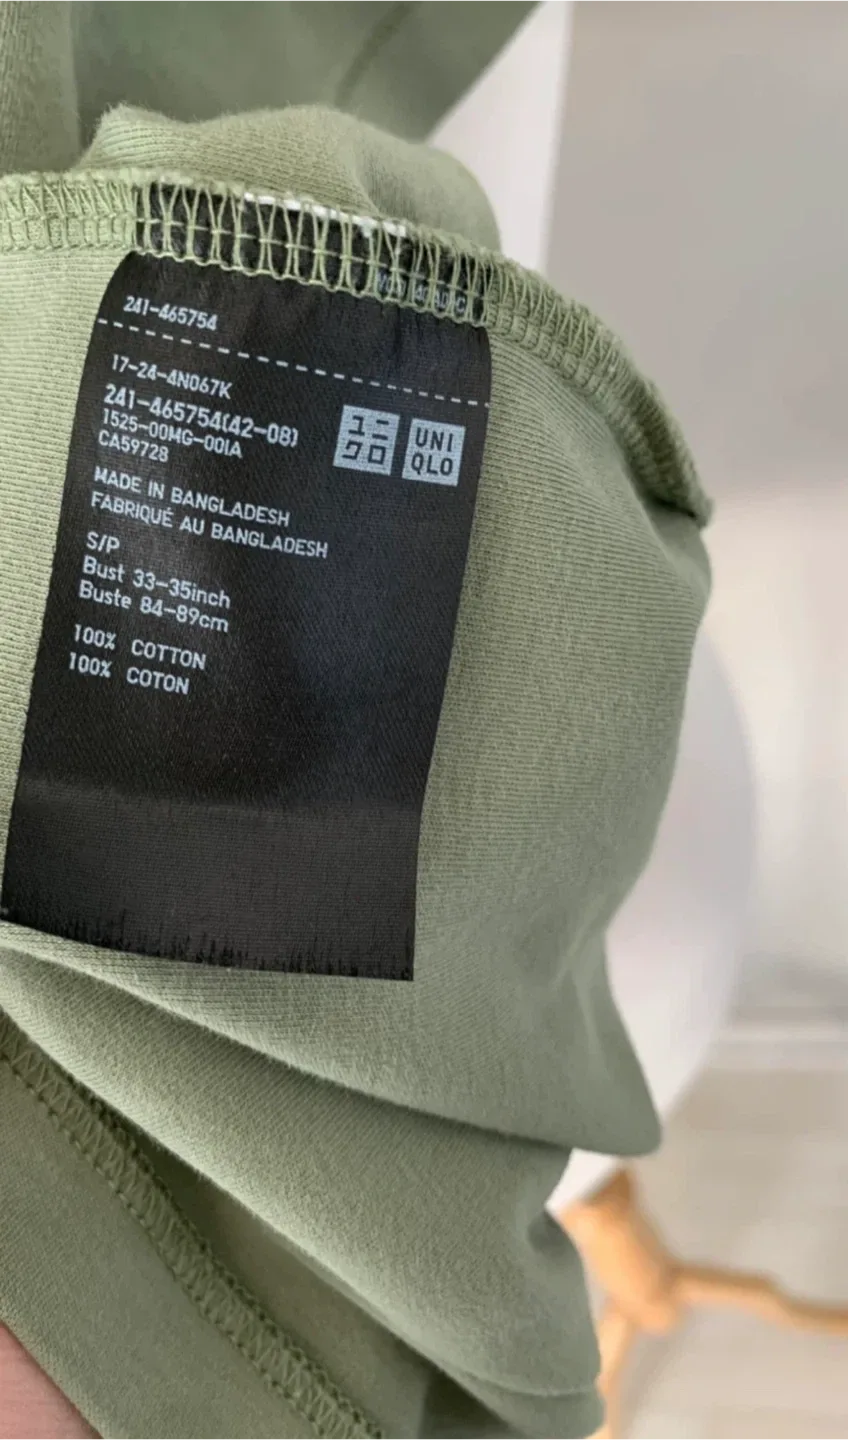 241-465754
17-24-4N067K
241-465754(42-08)
1525-00MG-001A
CA59728
ユニ
クロ
UNI
QLO
MADE IN BANGLADESH
FABRIQUÉ AU BANGLADESH
S/P
Bust 33-35inch
Buste 84-89cm
100% COTTON
100% COTON